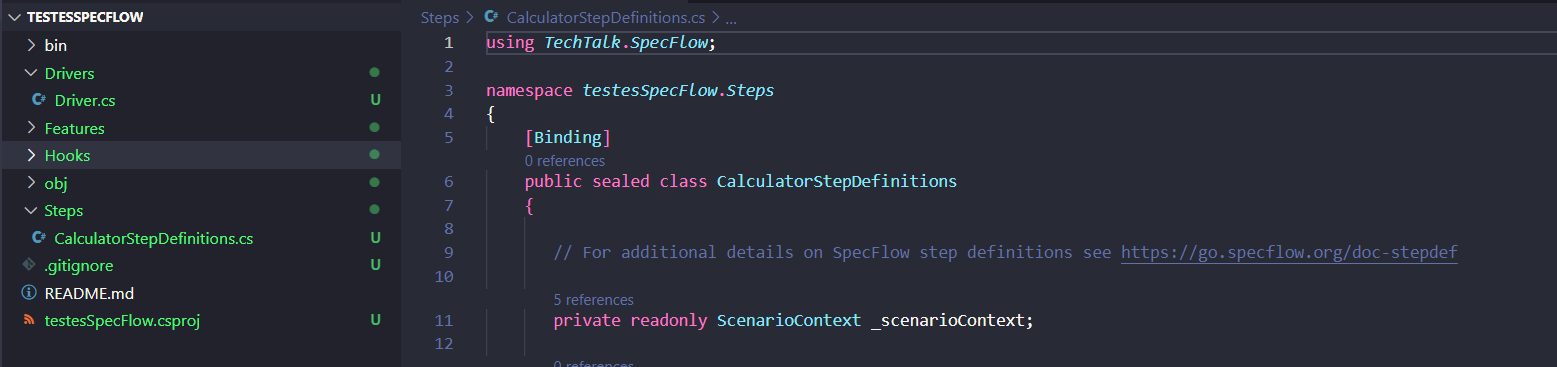 TESTESSPECFLOW
bin
Drivers
C# Driver.cs U
Features
Hooks
obj
Steps
C# CalculatorStepDefinitions.cs U
.gitignore U
README.md
testesSpecFlow.csproj U
Steps > C# CalculatorStepDefinitions.cs > ...
1 using TechTalk.SpecFlow;
2
3 namespace testesSpecFlow.Steps
4 {
5 [Binding]
0 references
6 public sealed class CalculatorStepDefinitions
7 {
8
9 // For additional details on SpecFlow step definitions see https://go.specflow.org/doc-stepdef
10
5 references
11 private readonly ScenarioContext _scenarioContext;
12
0 references